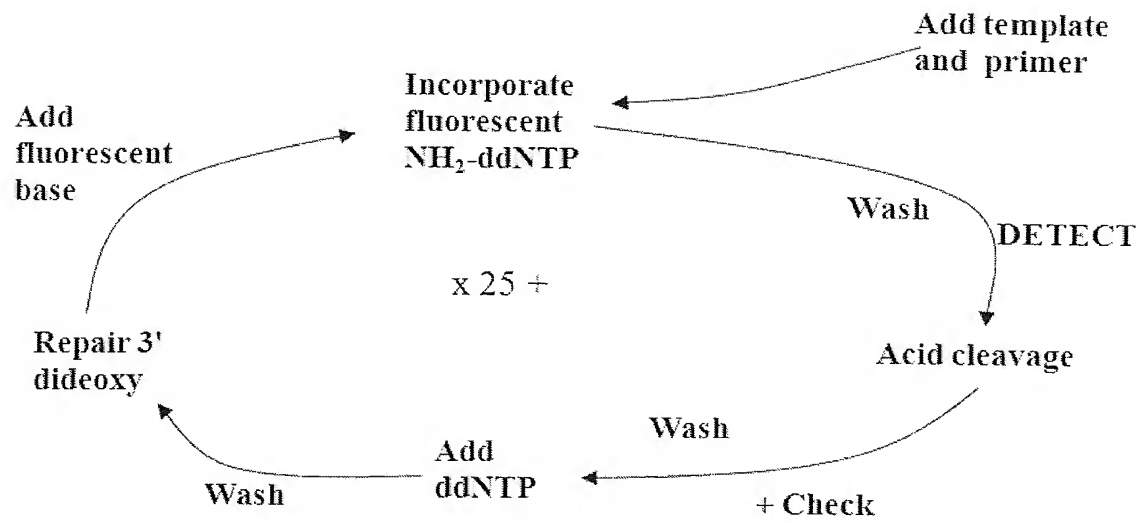 Add template
and primer
Incorporate
fluorescent
NH₂-ddNTP
Add
fluorescent
base
Wash
DETECT
x 25 +
Repair 3'
dideoxy
Acid cleavage
Wash
Add
ddNTP
Wash
+ Check